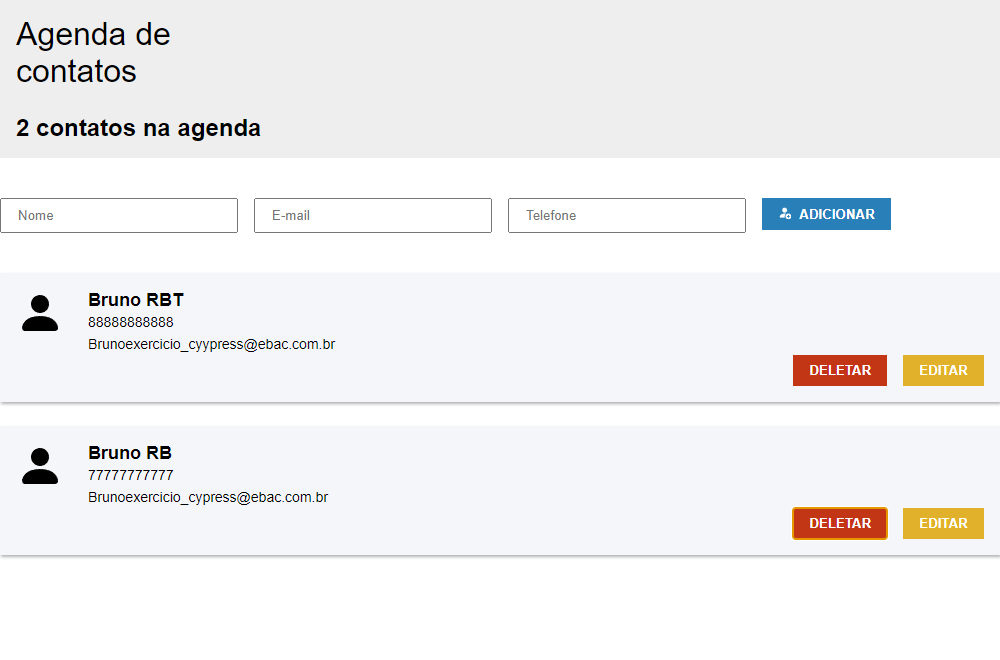 Agenda de
contatos
2 contatos na agenda
Nome E-mail Telefone ADICIONAR
Bruno RBT
88888888888
Brunoexercicio_cyypress@ebac.com.br
DELETAR EDITAR
Bruno RB
77777777777
Brunoexercicio_cypress@ebac.com.br
DELETAR EDITAR